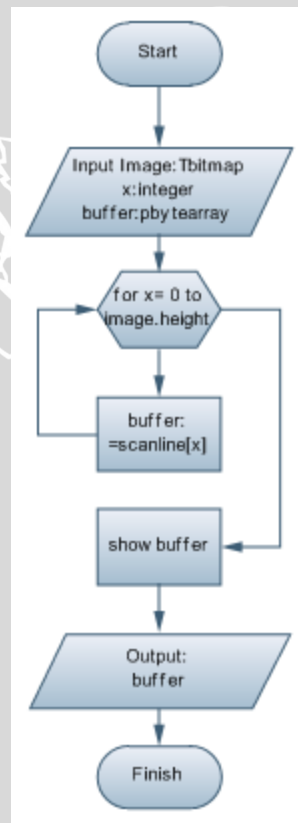 Start
Input Image:Tbitmap
x:integer
buffer:pbytearray
for x= 0 to
image.height
buffer:
=scanline[x]
show buffer
Output:
buffer
Finish